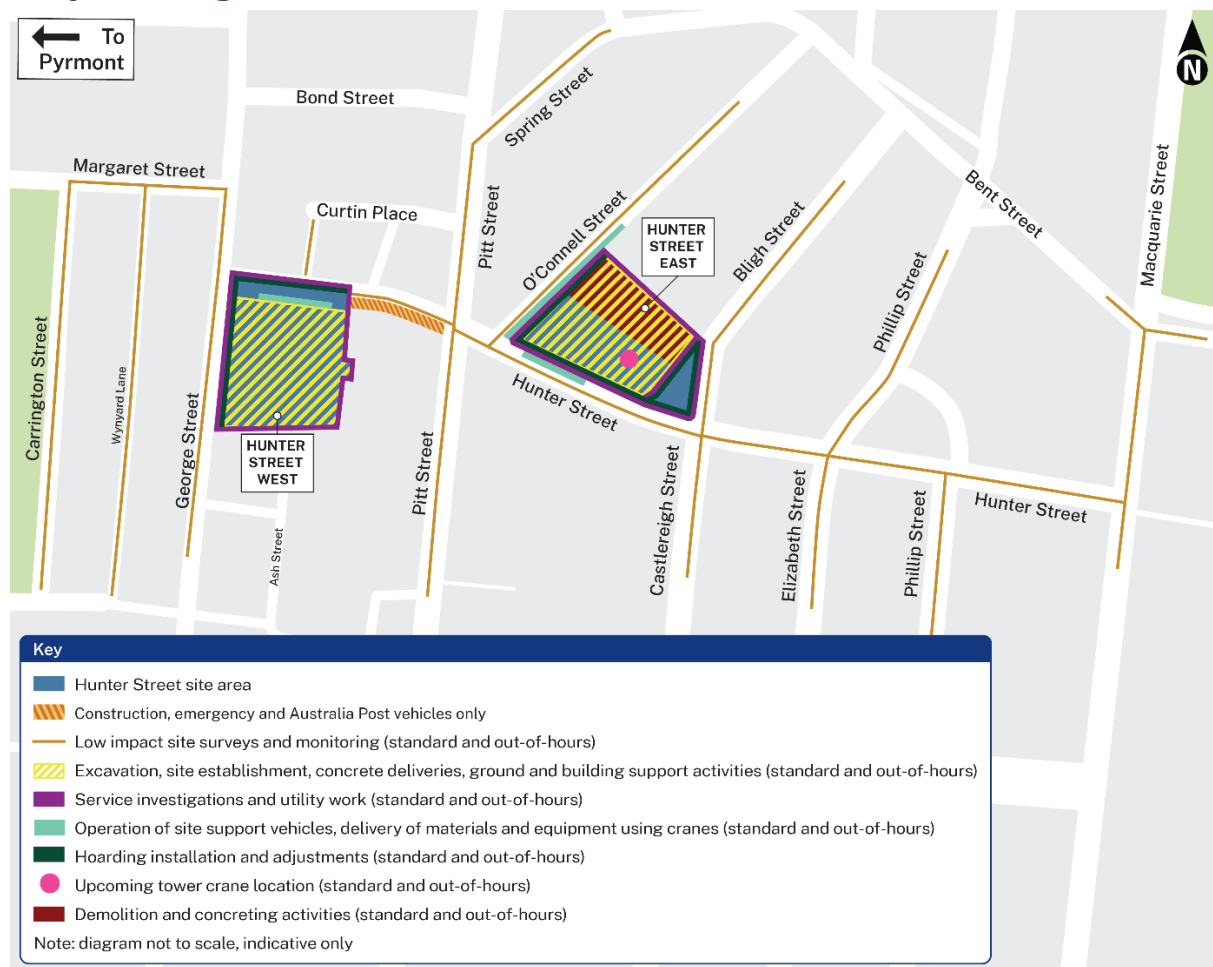 To
Pyrmont
N
Bond Street
Spring Street
Margaret Street
Curtin Place
Pitt Street
O'Connell Street
HUNTER
STREET
EAST
Bligh Street
Bent Street
Macquarie Street
Phillip Street
Carrington Street
Wynyard Lane
George Street
HUNTER
STREET
WEST
Pitt Street
Hunter Street
Ash Street
Castlereigh Street
Elizabeth Street
Phillip Street
Hunter Street
Key
Hunter Street site area
Construction, emergency and Australia Post vehicles only
Low impact site surveys and monitoring (standard and out-of-hours)
Excavation, site establishment, concrete deliveries, ground and building support activities (standard and out-of-hours)
Service investigations and utility work (standard and out-of-hours)
Operation of site support vehicles, delivery of materials and equipment using cranes (standard and out-of-hours)
Hoarding installation and adjustments (standard and out-of-hours)
Upcoming tower crane location (standard and out-of-hours)
Demolition and concreting activities (standard and out-of-hours)
Note: diagram not to scale, indicative only